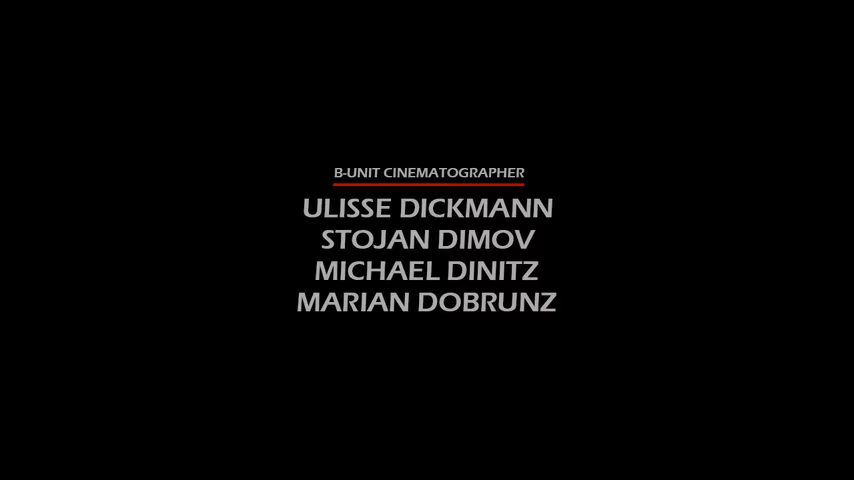 B-UNIT CINEMATOGRAPHER
ULISSE DICKMANN
STOJAN DIMOV
MICHAEL DINITZ
MARIAN DOBRUNZ